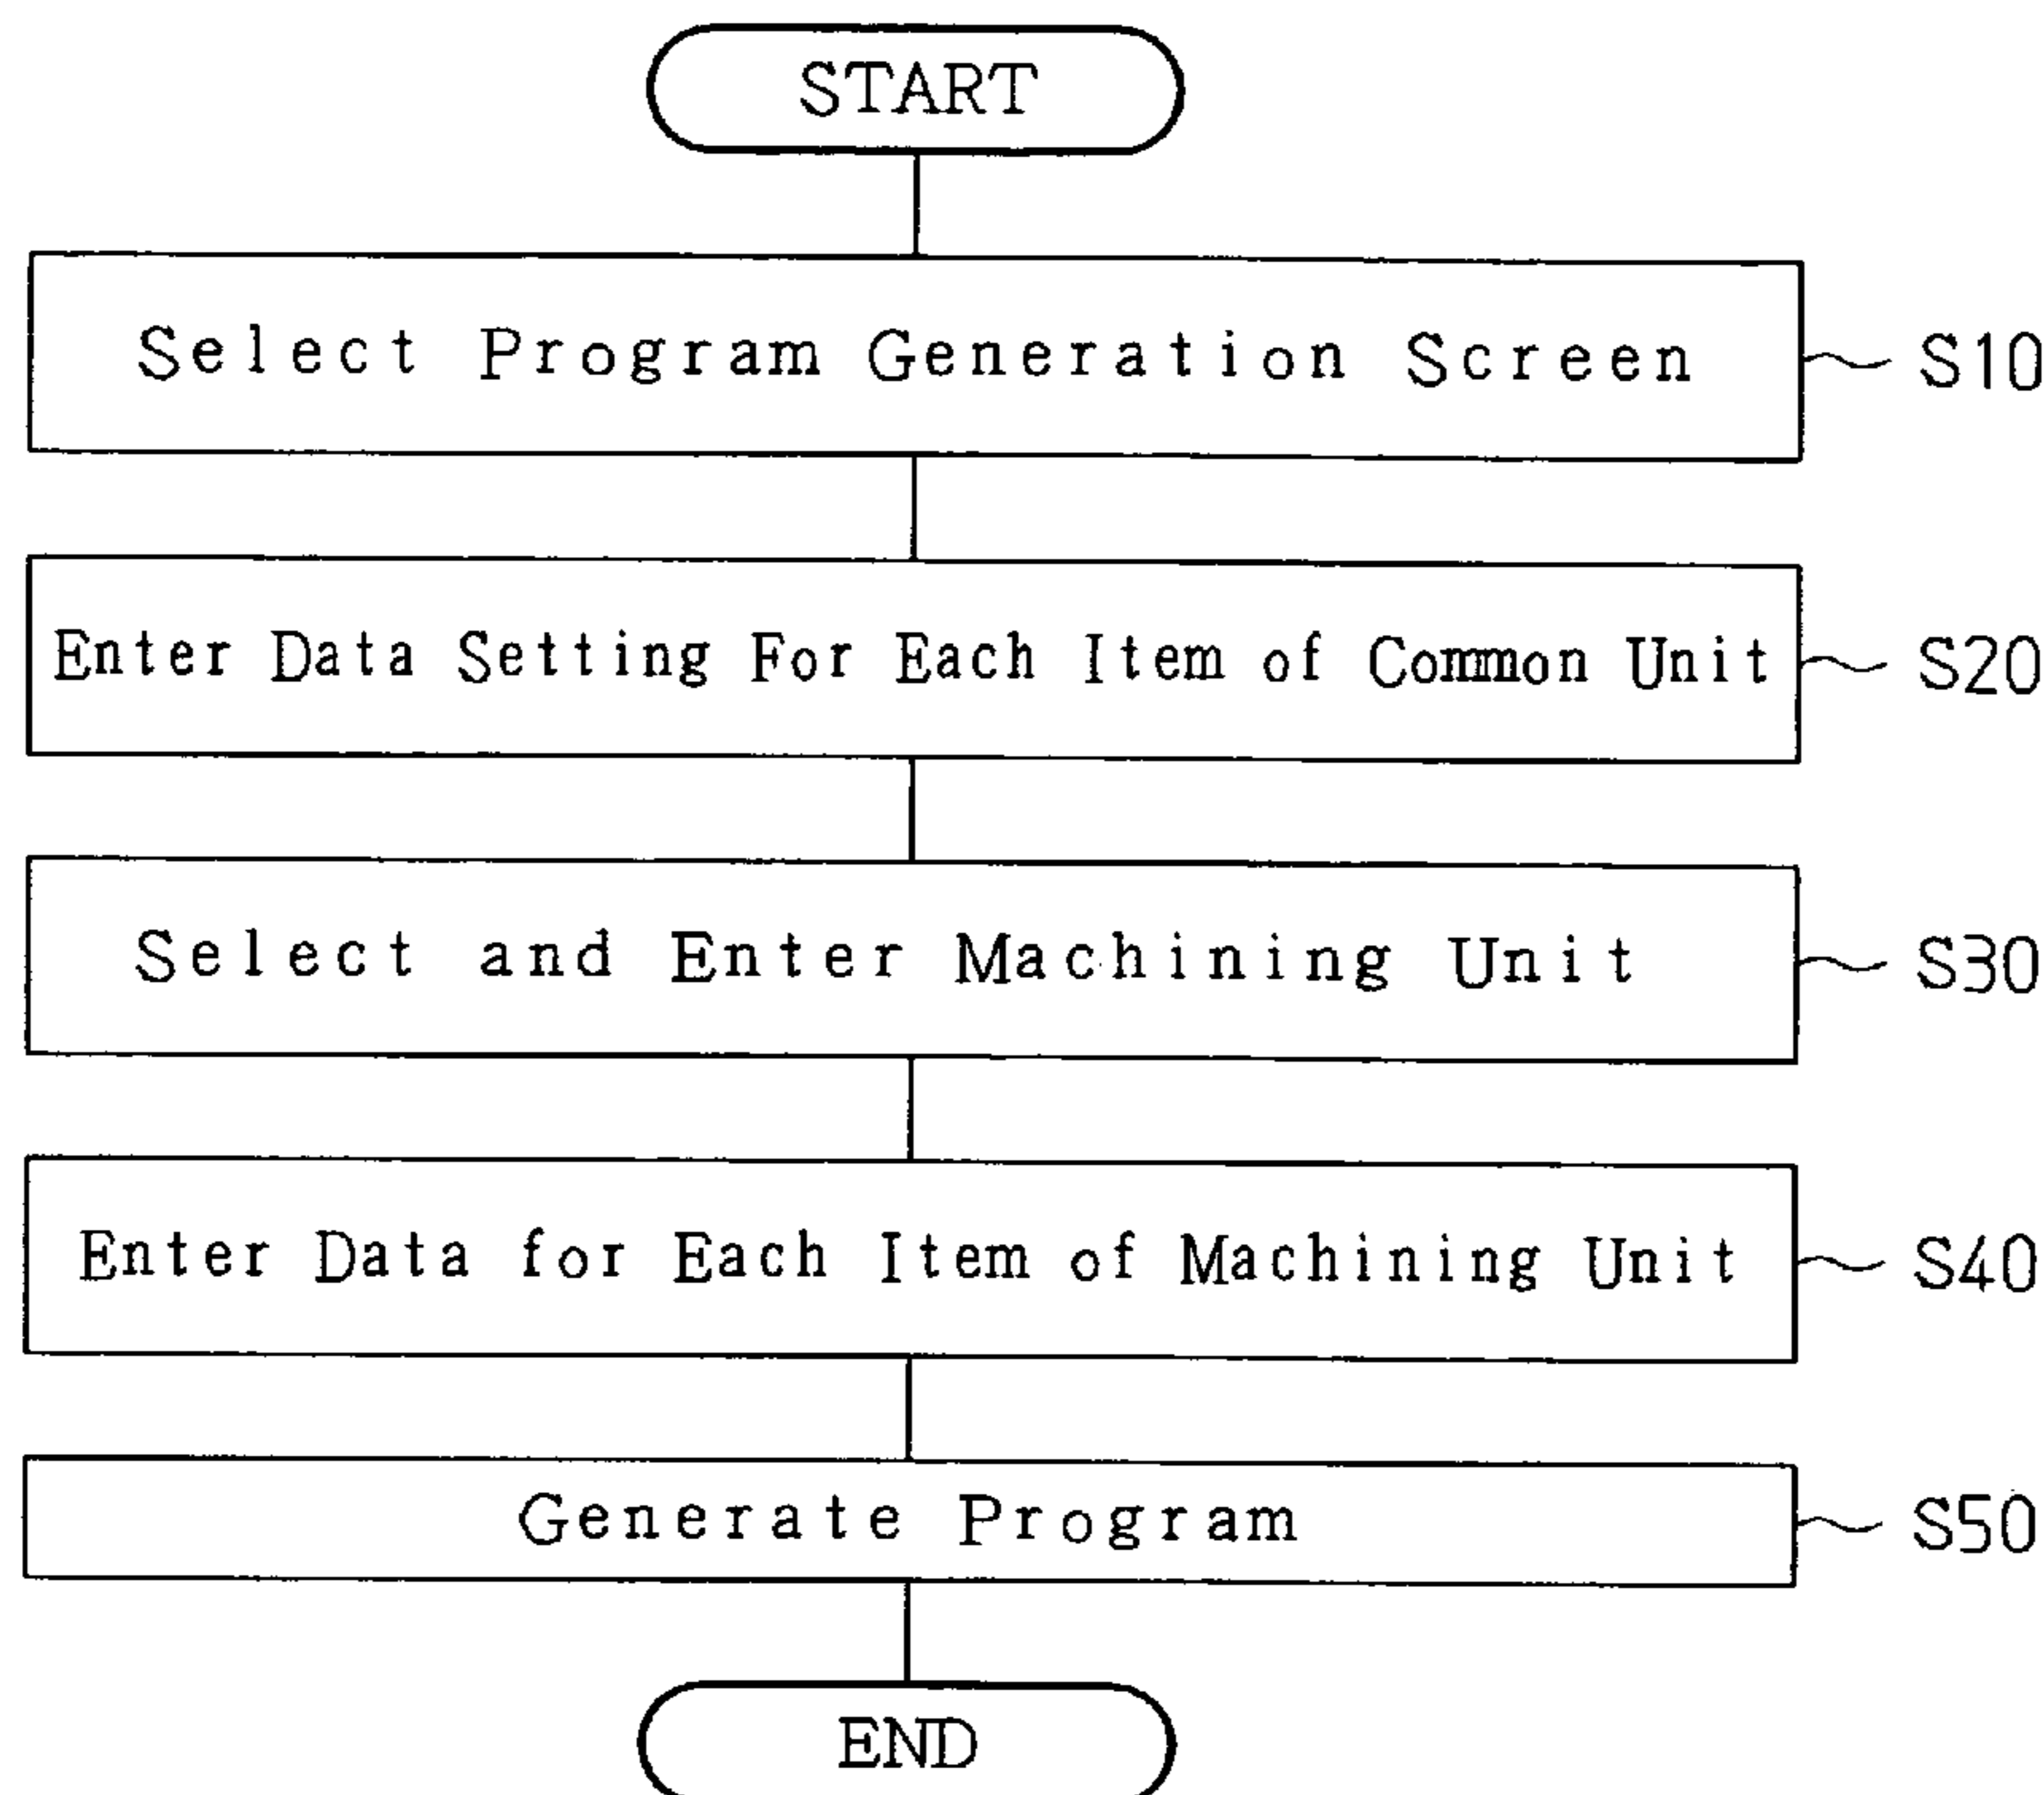 START
Select Program Generation Screen
S10
Enter Data Setting For Each Item of Common Unit
S20
Select and Enter Machining Unit
S30
Enter Data for Each Item of Machining Unit
S40
Generate Program
S50
END